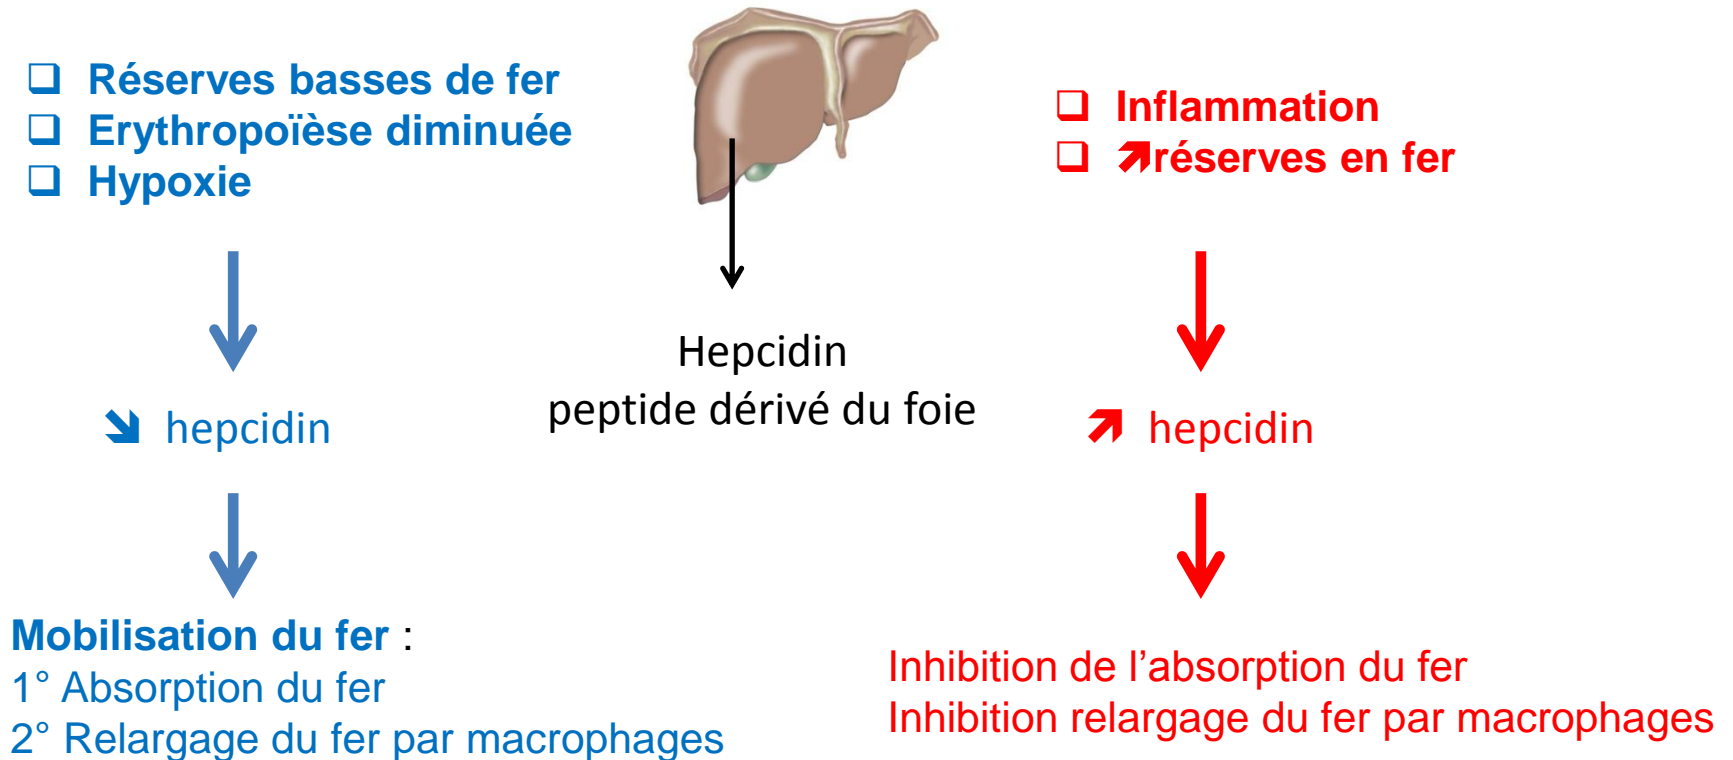 ❑ Réserves basses de fer
❑ Erythropoïèse diminuée
❑ Hypoxie
↘ hepcidin
Mobilisation du fer :
1° Absorption du fer
2° Relargage du fer par macrophages
Hepcidin
peptide dérivé du foie
❑ Inflammation
❑ ↗réserves en fer
↗ hepcidin
Inhibition de l’absorption du fer
Inhibition relargage du fer par macrophages